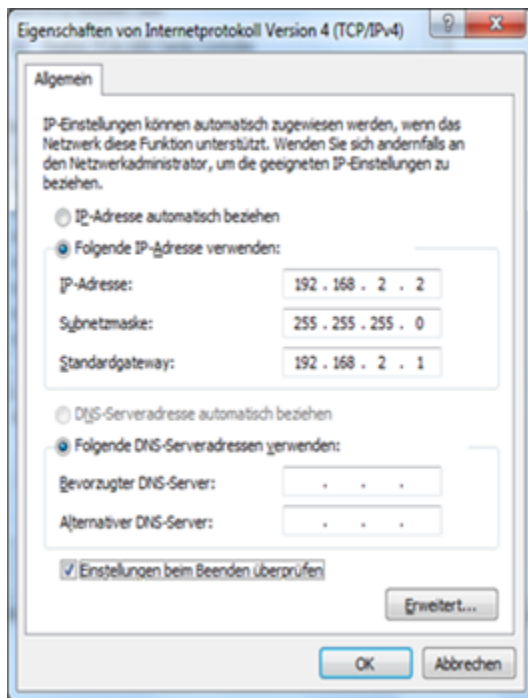 Eigenschaften von Internetprotokoll Version 4 (TCP/IPv4)
Allgemein
IP-Einstellungen können automatisch zugewiesen werden, wenn das
Netzwerk diese Funktion unterstützt. Wenden Sie sich andernfalls an
den Netzwerkadministrator, um die geeigneten IP-Einstellungen zu
beziehen.
IP-Adresse automatisch beziehen
Folgende IP-Adresse verwenden:
IP-Adresse: 192 . 168 . 2 . 2
Subnetzmaske: 255 . 255 . 255 . 0
Standardgateway: 192 . 168 . 2 . 1
DNS-Serveradresse automatisch beziehen
Folgende DNS-Serveradressen verwenden:
Bevorzugter DNS-Server: . . .
Alternativer DNS-Server: . . .
Einstellungen beim Beenden überprüfen
Erweitert...
OK Abbrechen